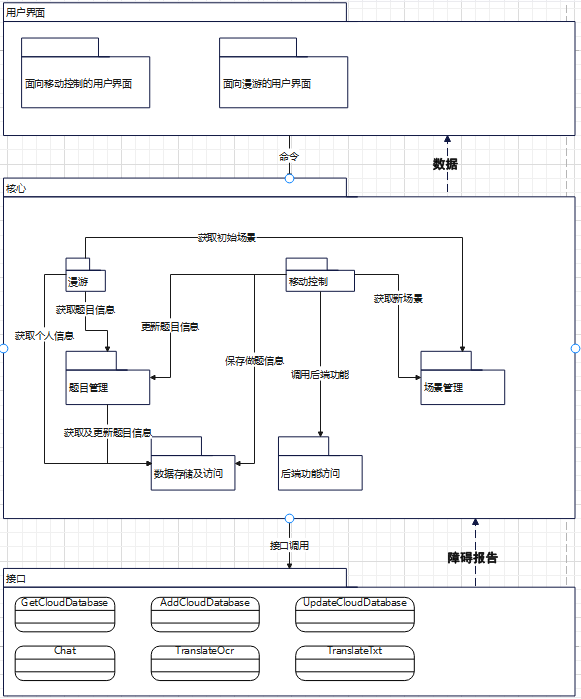 用户界面
面向移动控制的用户界面
面向漫游的用户界面
命令
数据
核心
获取初始场景
漫游
移动控制
获取题目信息
更新题目信息
获取新场景
获取个人信息
保存做题信息
调用后端功能
题目管理
场景管理
获取及更新题目信息
数据存储及访问
后端功能访问
接口调用
障碍报告
接口
GetCloudDatabase
AddCloudDatabase
UpdateCloudDatabase
Chat
TranslateOcr
TranslateTxt